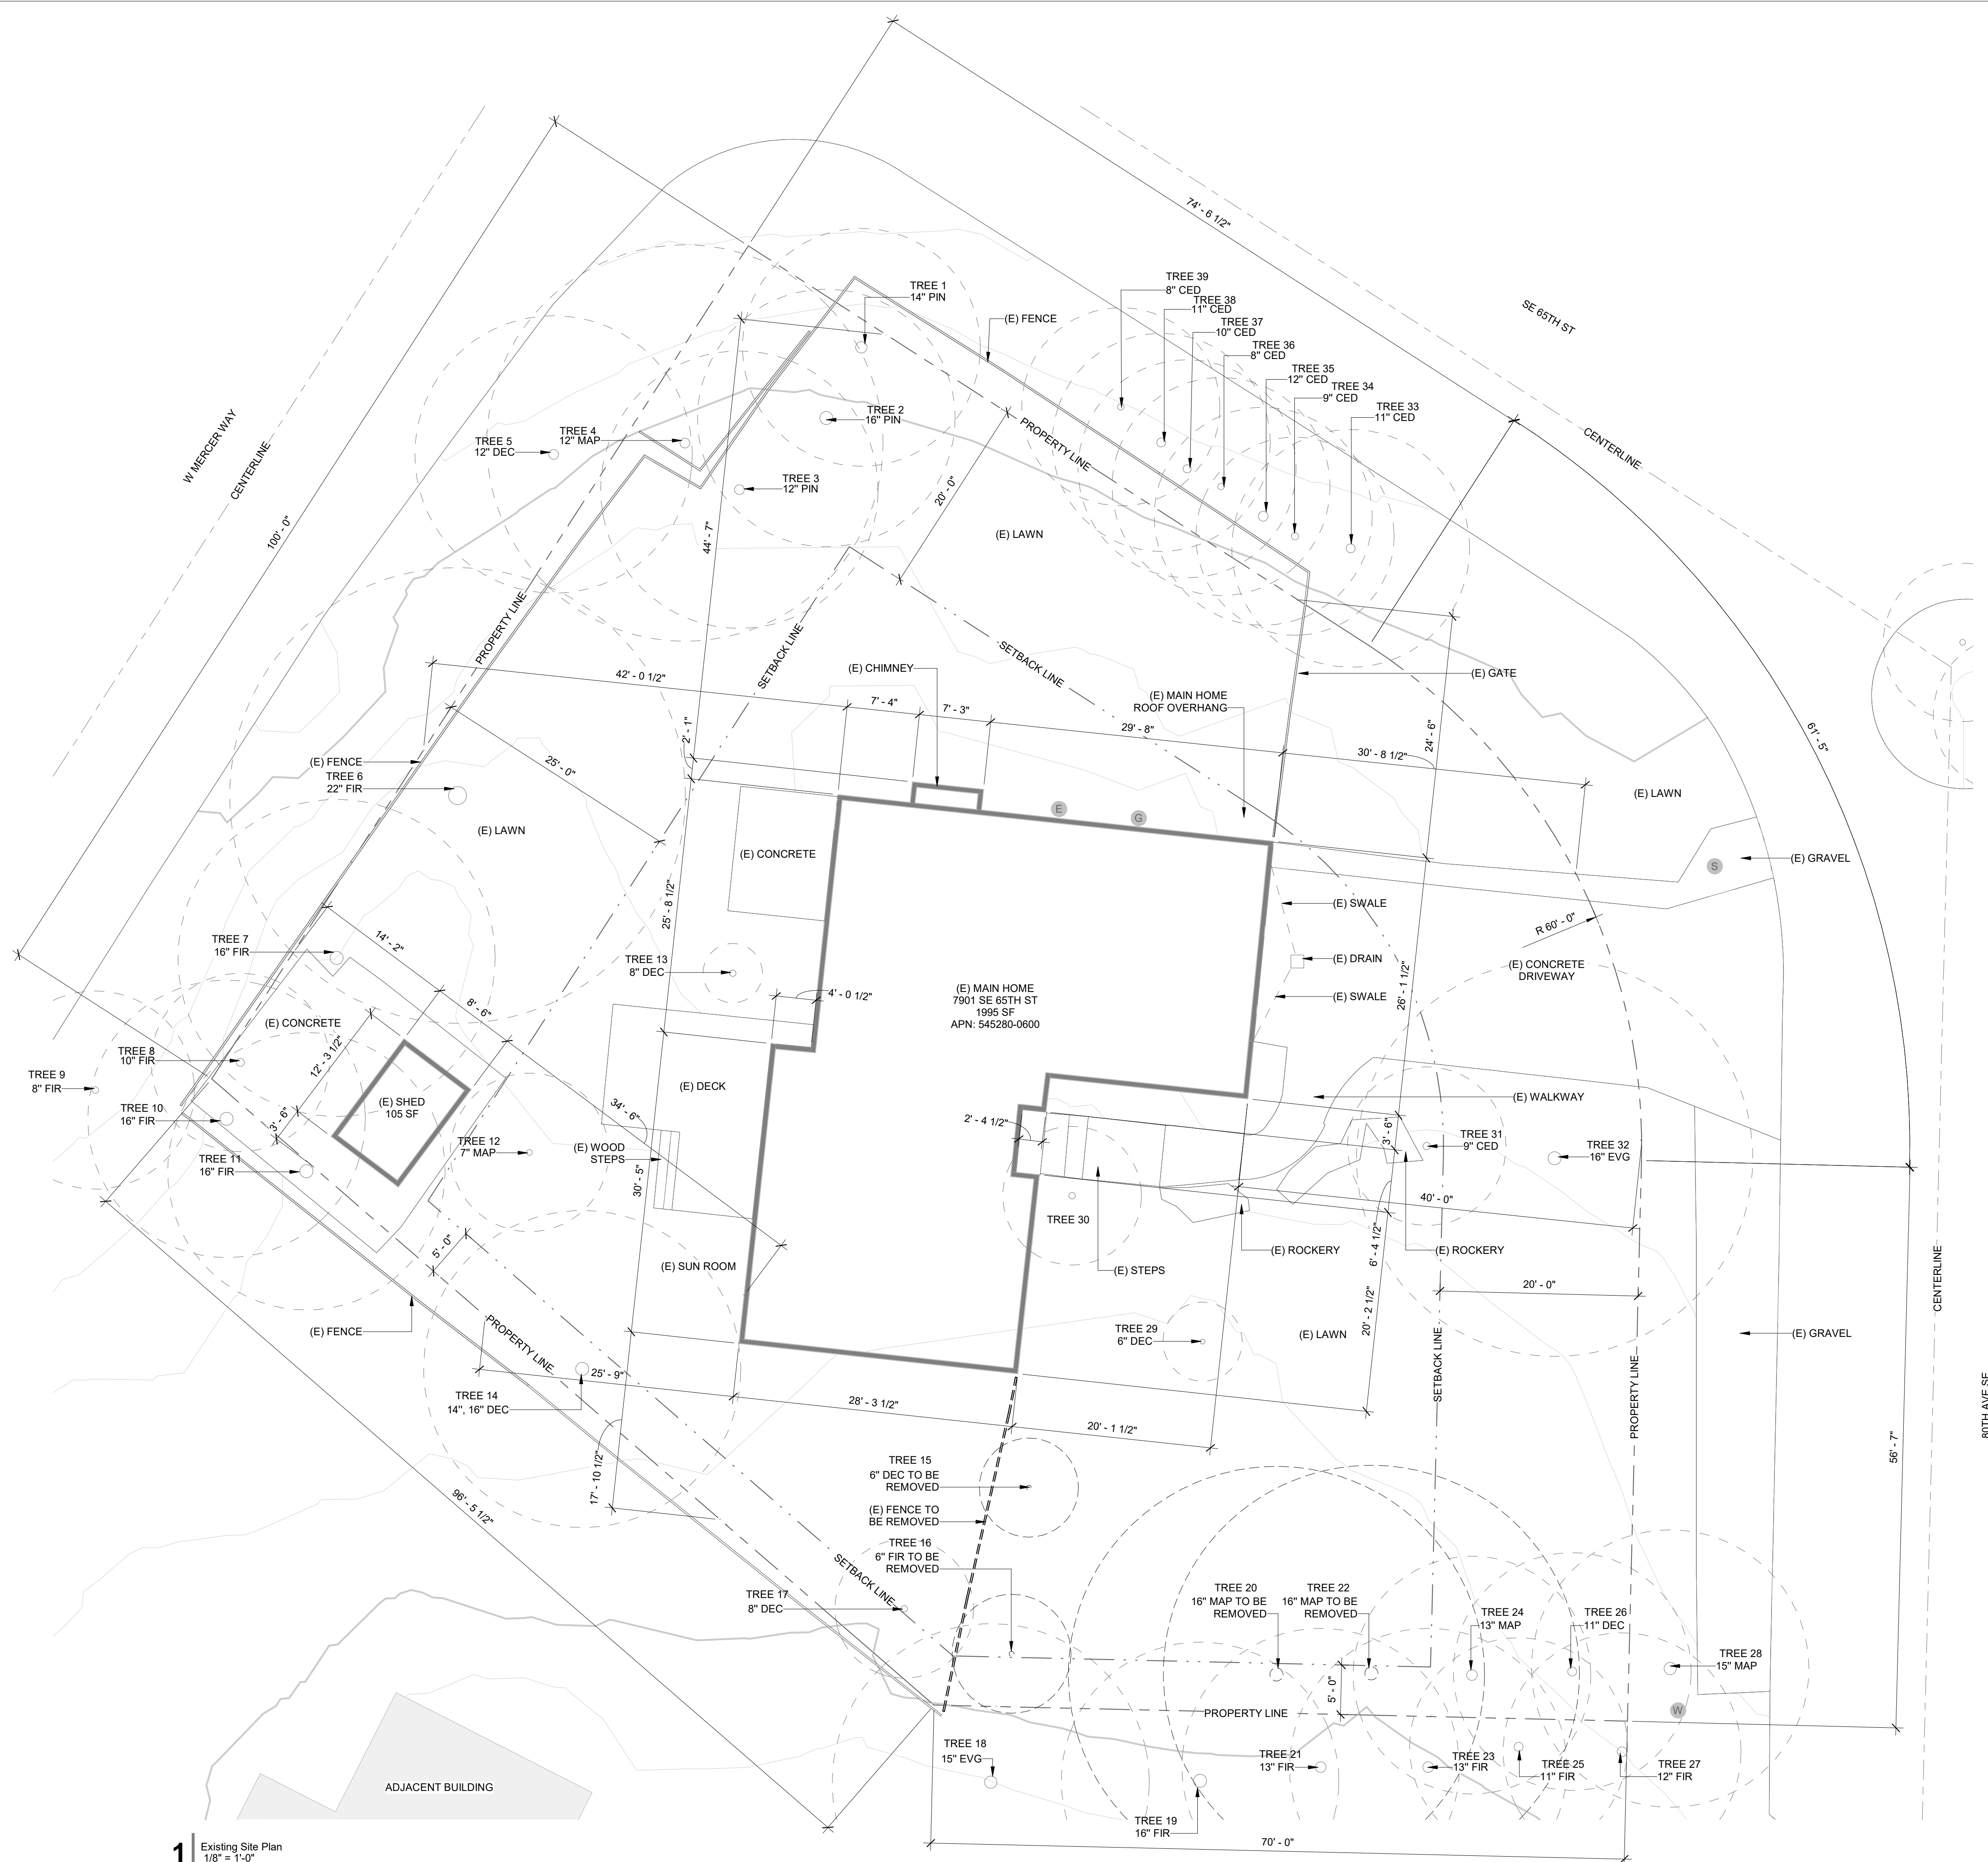 74' - 6 1/2"
SE 65TH ST
CENTERLINE
W MERCER WAY
CENTERLINE
100' - 0"
TREE 1
14" PIN
(E) FENCE
TREE 39
8" CED
TREE 38
11" CED
TREE 37
10" CED
TREE 36
8" CED
TREE 35
12" CED
TREE 34
9" CED
TREE 33
11" CED
TREE 2
16" PIN
TREE 4
12" MAP
TREE 5
12" DEC
TREE 3
12" PIN
PROPERTY LINE
20' - 0"
44' - 7"
(E) LAWN
PROPERTY LINE
SETBACK LINE
SETBACK LINE
(E) CHIMNEY
(E) GATE
(E) MAIN HOME
ROOF OVERHANG
42' - 0 1/2"
7' - 4"
7' - 3"
29' - 8"
30' - 8 1/2"
24' - 6"
61' - 5"
2' - 1"
(E) FENCE
TREE 6
22" FIR
25' - 0"
(E) LAWN
(E) LAWN
E
G
S
(E) GRAVEL
(E) CONCRETE
25' - 8 1/2"
(E) SWALE
R 60' - 0"
TREE 7
16" FIR
14' - 2"
TREE 13
8" DEC
4' - 0 1/2"
(E) DRAIN
(E) CONCRETE
DRIVEWAY
26' - 1 1/2"
(E) MAIN HOME
7901 SE 65TH ST
1995 SF
APN: 545280-0600
(E) SWALE
8' - 6"
(E) CONCRETE
TREE 8
10" FIR
12' - 3 1/2"
TREE 9
8" FIR
(E) DECK
(E) SHED
105 SF
TREE 10
16" FIR
3' - 6"
34' - 6"
(E) WALKWAY
2' - 4 1/2"
3' - 6"
TREE 31
9" CED
TREE 32
16" EVG
TREE 12
7" MAP
(E) WOOD
STEPS
TREE 11
16" FIR
30' - 5"
40' - 0"
TREE 30
5' - 0"
(E) SUN ROOM
(E) STEPS
(E) ROCKERY
6' - 4 1/2"
(E) ROCKERY
20' - 0"
CENTERLINE
(E) FENCE
PROPERTY LINE
TREE 29
6" DEC
20' - 2 1/2"
(E) LAWN
(E) GRAVEL
SETBACK LINE
PROPERTY LINE
80TH AVE SE
25' - 9"
TREE 14
14", 16" DEC
28' - 3 1/2"
20' - 1 1/2"
56' - 7"
17' - 10 1/2"
96' - 5 1/2"
TREE 15
6" DEC TO BE
REMOVED
(E) FENCE TO
BE REMOVED
TREE 16
6" FIR TO BE
REMOVED
SETBACK LINE
TREE 17
8" DEC
TREE 20
16" MAP TO BE
REMOVED
TREE 22
16" MAP TO BE
REMOVED
TREE 24
13" MAP
TREE 26
11" DEC
TREE 28
15" MAP
5' - 0"
PROPERTY LINE
W
TREE 18
15" EVG
TREE 21
13" FIR
TREE 23
13" FIR
TREE 25
11" FIR
TREE 27
12" FIR
ADJACENT BUILDING
TREE 19
16" FIR
70' - 0"
1
Existing Site Plan
1/8" = 1'-0"